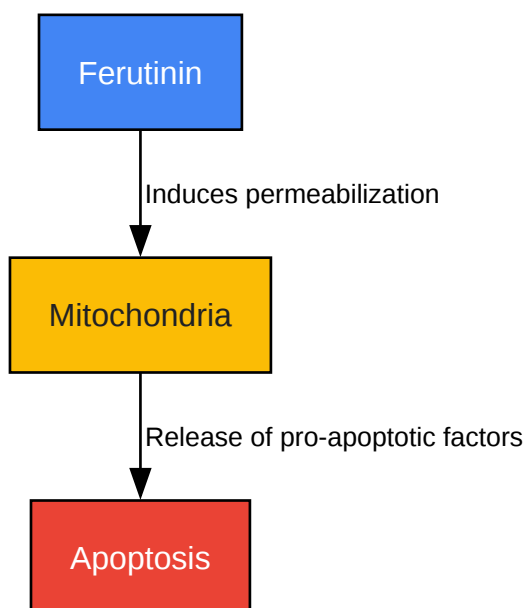 Ferutinin
Induces permeabilization
Mitochondria
Release of pro-apoptotic factors
Apoptosis